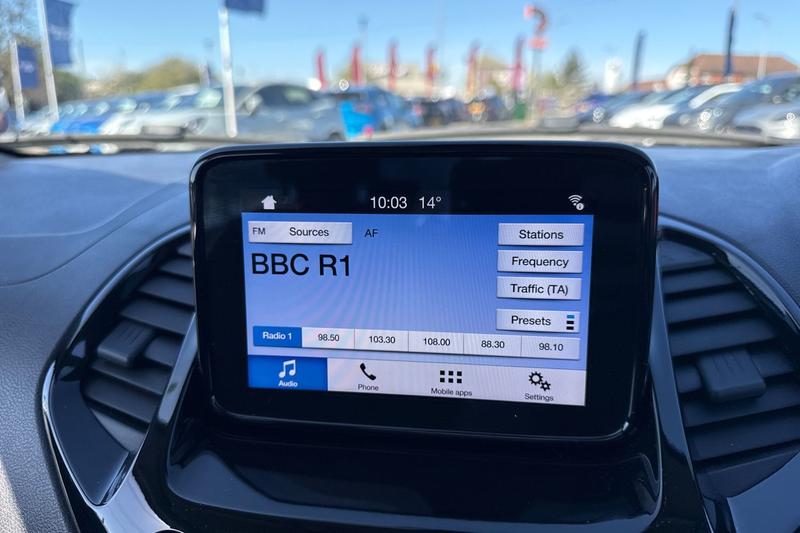 10:03 14°
FM Sources AF
Stations
BBC R1
Frequency
Traffic (TA)
Presets
Radio 1 98.50 103.30 108.00 88.30 98.10
Audio Phone Mobile apps Settings